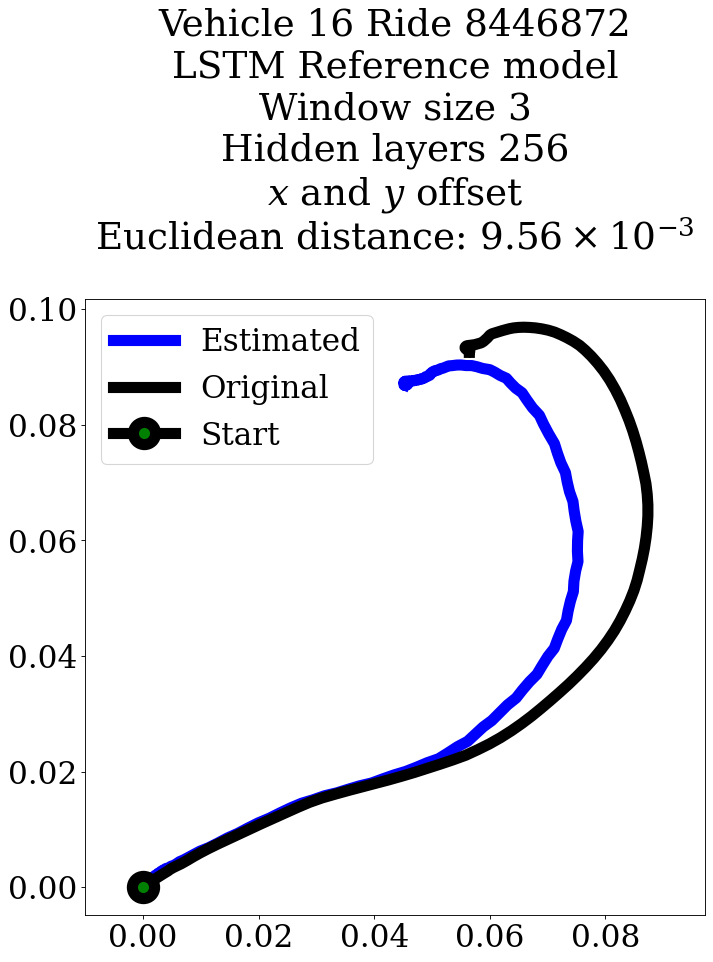 Vehicle 16 Ride 8446872
LSTM Reference model
Window size 3
Hidden layers 256
x and y offset
Euclidean distance: 9.56 × 10⁻³
Estimated
Original
Start
0.10
0.08
0.06
0.04
0.02
0.00
0.00 0.02 0.04 0.06 0.08